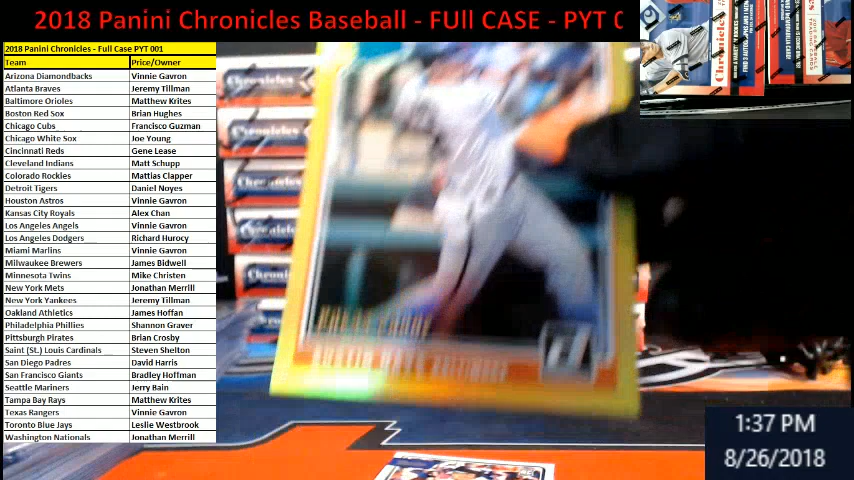 2018 Panini Chronicles Baseball - FUll CASE - PYT 0
2018 Panini Chronicles - Full Case PYT 001
Team Price/Owner
Arizona Diamondbacks Vinnie Gavron
Atlanta Braves Jeremy Tillman
Baltimore Orioles Matthew Krites
Boston Red Sox Brian Hughes
Chicago Cubs Francisco Guzman
Chicago White Sox Joe Young
Cincinnati Reds Gene Lease
Cleveland Indians Matt Schupp
Colorado Rockies Mattias Clapper
Detroit Tigers Daniel Noyes
Houston Astros Vinnie Gavron
Kansas City Royals Alex Chan
Los Angeles Angels Vinnie Gavron
Los Angeles Dodgers Richard Hurocy
Miami Marlins Vinnie Gavron
Milwaukee Brewers James Bidwell
Minnesota Twins Mike Christen
New York Mets Jonathan Merrill
New York Yankees Jeremy Tillman
Oakland Athletics James Hoffan
Philadelphia Phillies Shannon Graver
Pittsburgh Pirates Brian Crosby
Saint (St.) Louis Cardinals Steven Shelton
San Diego Padres David Harris
San Francisco Giants Bradley Hoffman
Seattle Mariners Jerry Bain
Tampa Bay Rays Matthew Krites
Texas Rangers Vinnie Gavron
Toronto Blue Jays Leslie Westbrook
Washington Nationals Jonathan Merrill
Chronicles
1:37 PM
8/26/2018